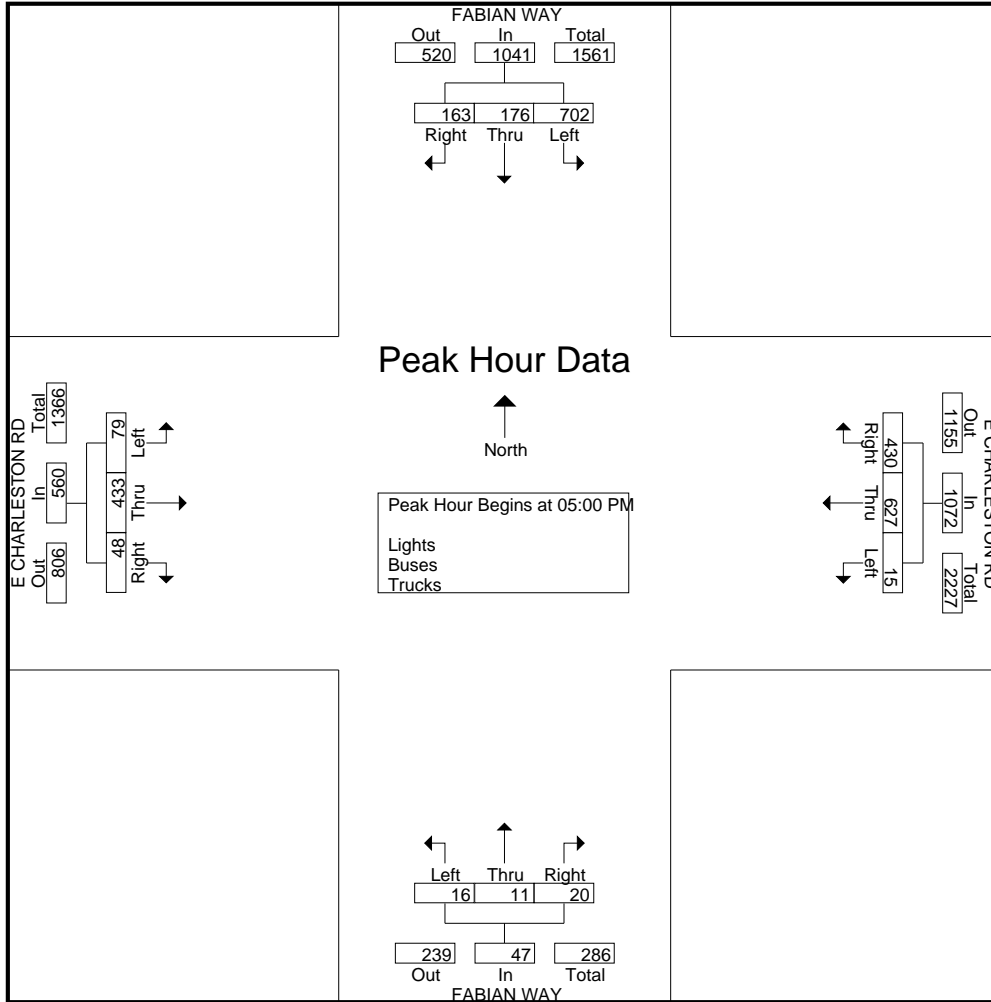 FABIAN WAY
Out In Total
520 1041 1561
163 176 702
Right Thru Left
Peak Hour Data
North
Peak Hour Begins at 05:00 PM
Lights
Buses
Trucks
E CHARLESTON RD
Total In Out
1366 560 806
79 433 48
Left Thru Right
E CHARLESTON RD
Out In Total
1155 1072 2227
430 627 15
Right Thru Left
Left Thru Right
16 11 20
239 47 286
Out In Total
FABIAN WAY